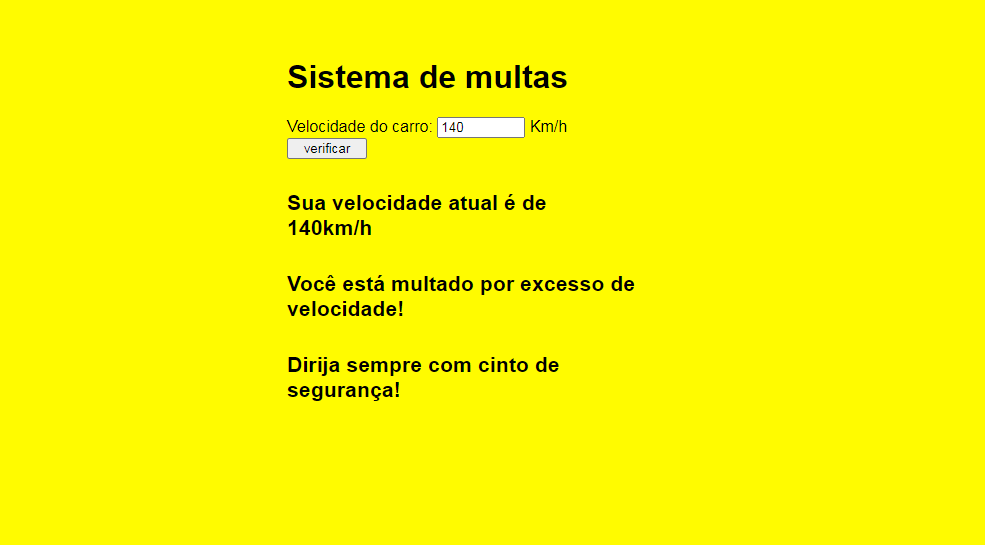 Sistema de multas
Velocidade do carro: 140 Km/h
verificar
Sua velocidade atual é de
140km/h
Você está multado por excesso de
velocidade!
Dirija sempre com cinto de
segurança!